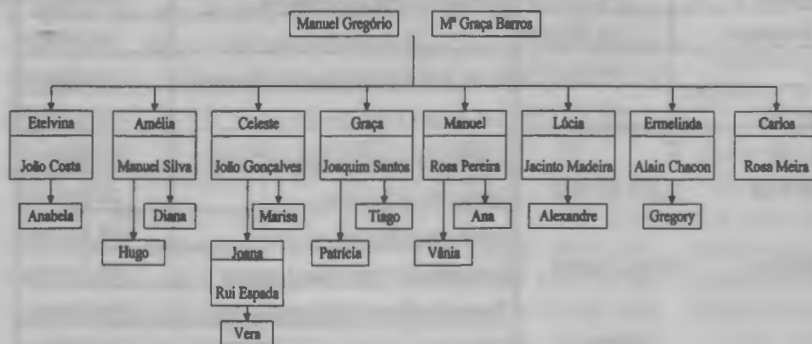 Manuel Gregório Mª Graça Barros
Etelvina Amélia Celeste Graça Manuel Lúcia Ermelinda Carlos
João Costa Manuel Silva João Gonçalves Joaquim Santos Rosa Pereira Jacinto Madeira Alain Chacon Rosa Meira
Anabela Diana Marisa Tiago Ana Alexandre Gregory
Hugo Joana Patrícia Vânia
Rui Espada
Vera